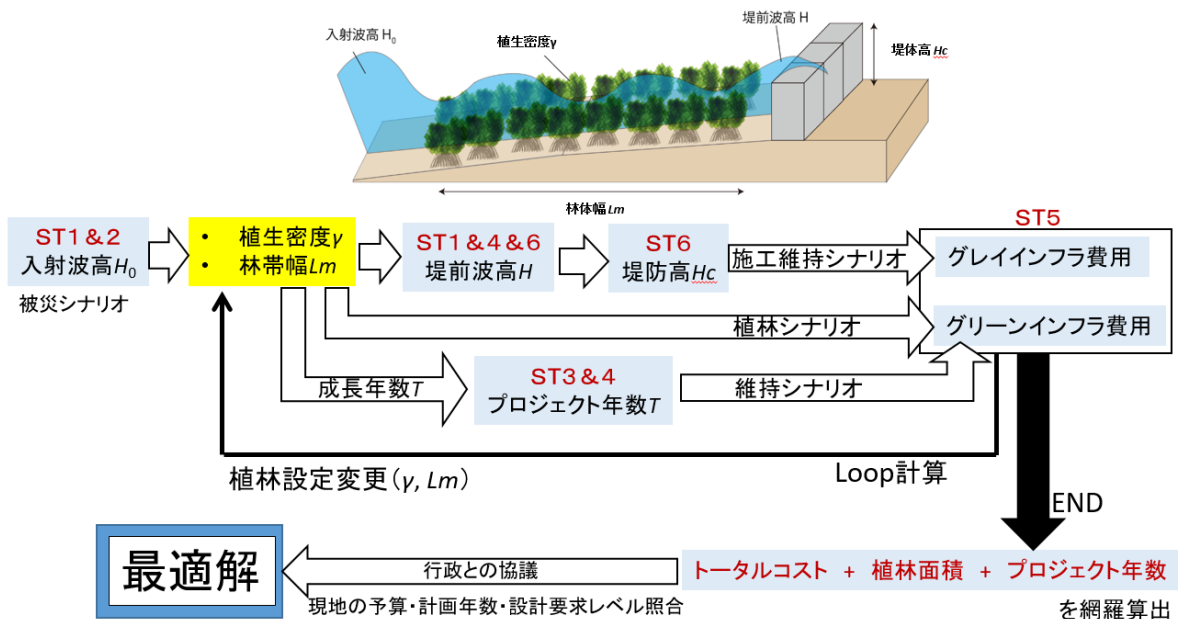 入射波高 H₀
植生密度γ
堤前波高 H
堤体高 Hc
林体幅 Lm
ST1＆2
入射波高H₀
被災シナリオ
• 植生密度γ
• 林帯幅Lm
ST1＆4＆6
堤前波高H
ST6
堤防高Hc
施工維持シナリオ
ST5
グレイインフラ費用
植林シナリオ
グリーンインフラ費用
成長年数T
ST3＆4
プロジェクト年数T
維持シナリオ
植林設定変更（γ, Lm）
Loop計算
END
最適解
行政との協議
現地の予算・計画年数・設計要求レベル照合
トータルコスト + 植林面積 + プロジェクト年数
を網羅算出